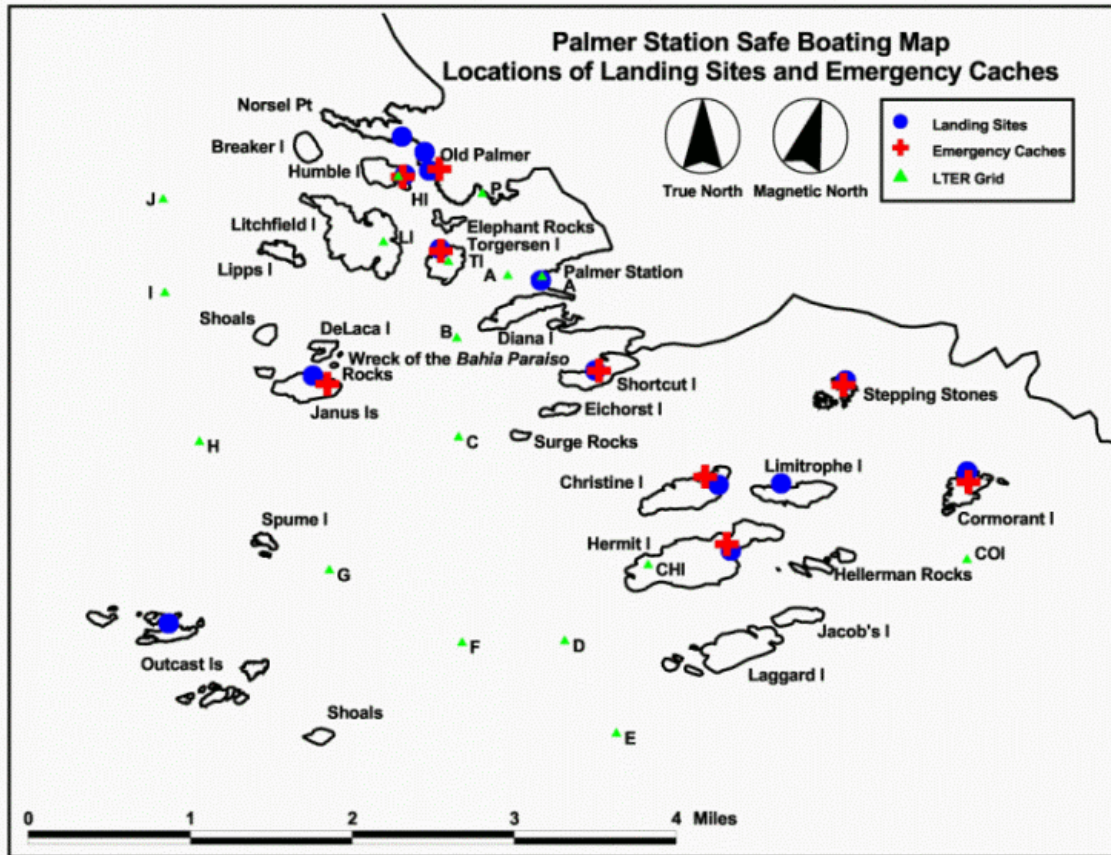 Palmer Station Safe Boating Map
Locations of Landing Sites and Emergency Caches
True North
Magnetic North
Landing Sites
Emergency Caches
LTER Grid
Norsel Pt
Breaker I
Old Palmer
Humble I
HI
P
J
Litchfield I
LI
Elephant Rocks
Torgersen I
TI
Lipps I
A
Palmer Station
A
I
Shoals
DeLaca I
B
Diana I
Wreck of the Bahia Paraiso
Rocks
Janus Is
Shortcut I
Stepping Stones
Eichorst I
H
C
Surge Rocks
Christine I
Limitrophe I
Cormorant I
Spume I
Hermit I
CHI
COI
Hellerman Rocks
G
F
D
Jacob's I
Outcast Is
Laggard I
Shoals
E
0 1 2 3 4 Miles